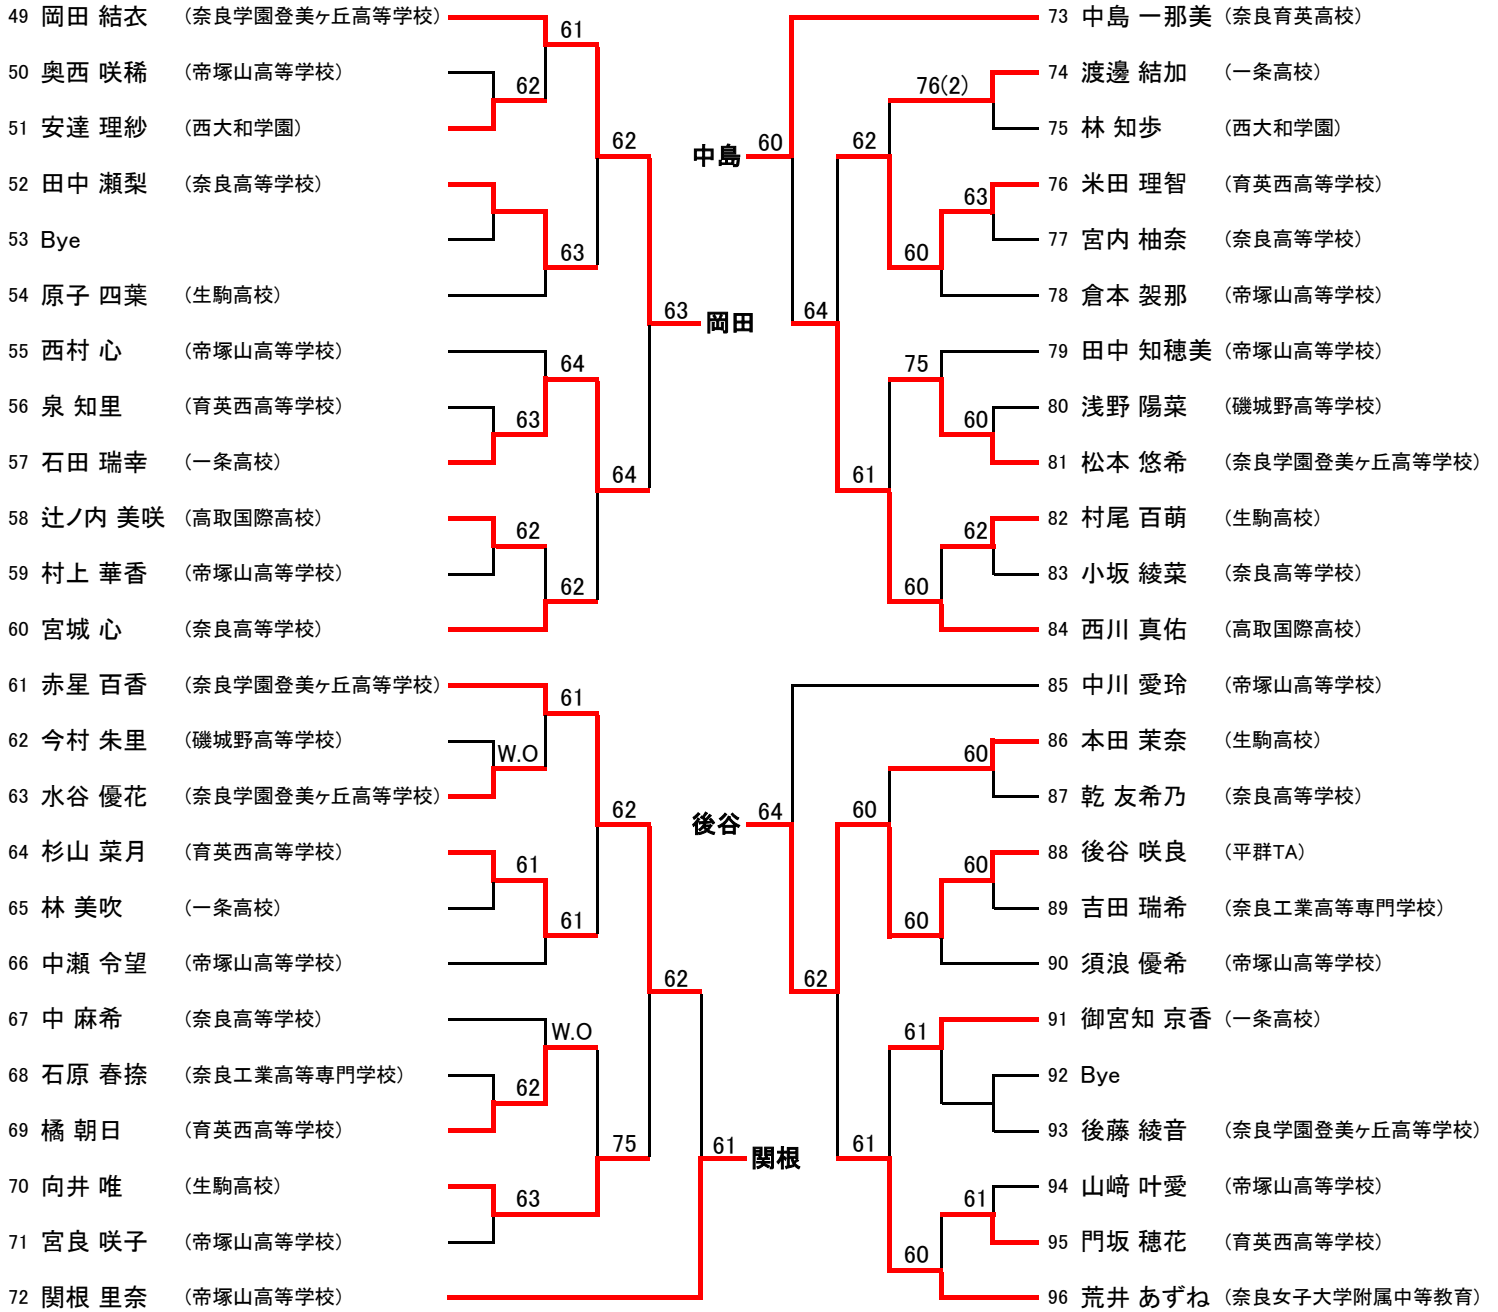 49 岡田 結衣 (奈良学園登美ヶ丘高等学校)
61
50 奥西 咲稀 (帝塚山高等学校)
62
51 安達 理紗 (西大和学園)
62
52 田中 瀬梨 (奈良高等学校)
53 Bye
63
54 原子 四葉 (生駒高校)
63 岡田
55 西村 心 (帝塚山高等学校)
64
56 泉 知里 (育英西高等学校)
63
57 石田 瑞幸 (一条高校)
64
58 辻ノ内 美咲 (高取国際高校)
62
59 村上 華香 (帝塚山高等学校)
62
60 宮城 心 (奈良高等学校)
61 赤星 百香 (奈良学園登美ヶ丘高等学校)
61
62 今村 朱里 (磯城野高等学校)
W.O
63 水谷 優花 (奈良学園登美ヶ丘高等学校)
62
64 杉山 菜月 (育英西高等学校)
61
65 林 美吹 (一条高校)
61
66 中瀬 令望 (帝塚山高等学校)
62
67 中 麻希 (奈良高等学校)
W.O
68 石原 春捺 (奈良工業高等専門学校)
62
69 橘 朝日 (育英西高等学校)
75
61 関根
70 向井 唯 (生駒高校)
63
71 宮良 咲子 (帝塚山高等学校)
72 関根 里奈 (帝塚山高等学校)
73 中島 一那美 (奈良育英高校)
74 渡邊 結加 (一条高校)
76(2)
75 林 知歩 (西大和学園)
中島 60
62
76 米田 理智 (育英西高等学校)
63
77 宮内 柚奈 (奈良高等学校)
60
78 倉本 袈那 (帝塚山高等学校)
64
79 田中 知穂美 (帝塚山高等学校)
75
80 浅野 陽菜 (磯城野高等学校)
60
81 松本 悠希 (奈良学園登美ヶ丘高等学校)
61
82 村尾 百萌 (生駒高校)
62
83 小坂 綾菜 (奈良高等学校)
60
84 西川 真佑 (高取国際高校)
85 中川 愛玲 (帝塚山高等学校)
86 本田 茉奈 (生駒高校)
60
87 乾 友希乃 (奈良高等学校)
後谷 64
60
88 後谷 咲良 (平群TA)
60
89 吉田 瑞希 (奈良工業高等専門学校)
60
90 須浪 優希 (帝塚山高等学校)
62
91 御宮知 京香 (一条高校)
61
92 Bye
93 後藤 綾音 (奈良学園登美ヶ丘高等学校)
61
94 山﨑 叶愛 (帝塚山高等学校)
61
95 門坂 穂花 (育英西高等学校)
60
96 荒井 あずね (奈良女子大学附属中等教育)